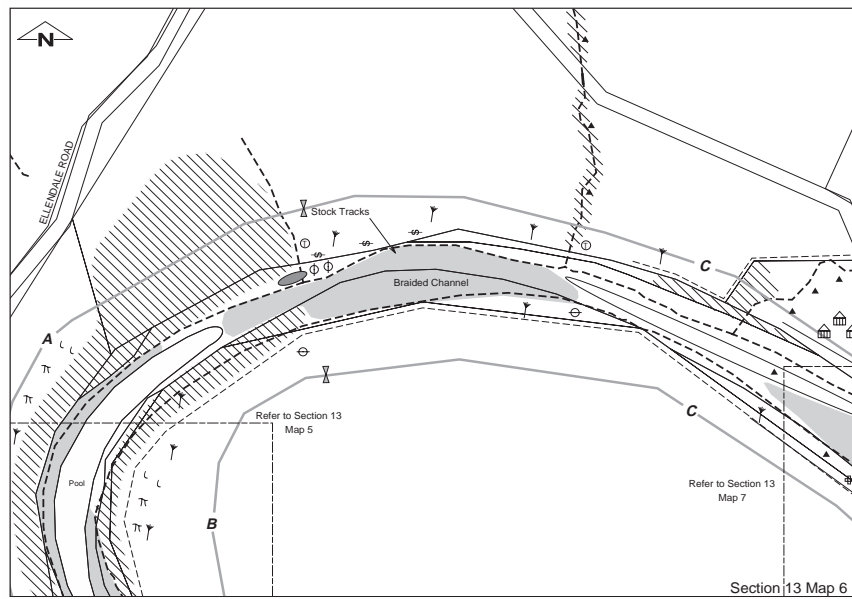 N
ELLENDALE ROAD
Stock Tracks
T
S
S
S
T
Braided Channel
C
A
Refer to Section 13
Map 5
C
Pool
Refer to Section 13
Map 7
B
Section 13 Map 6